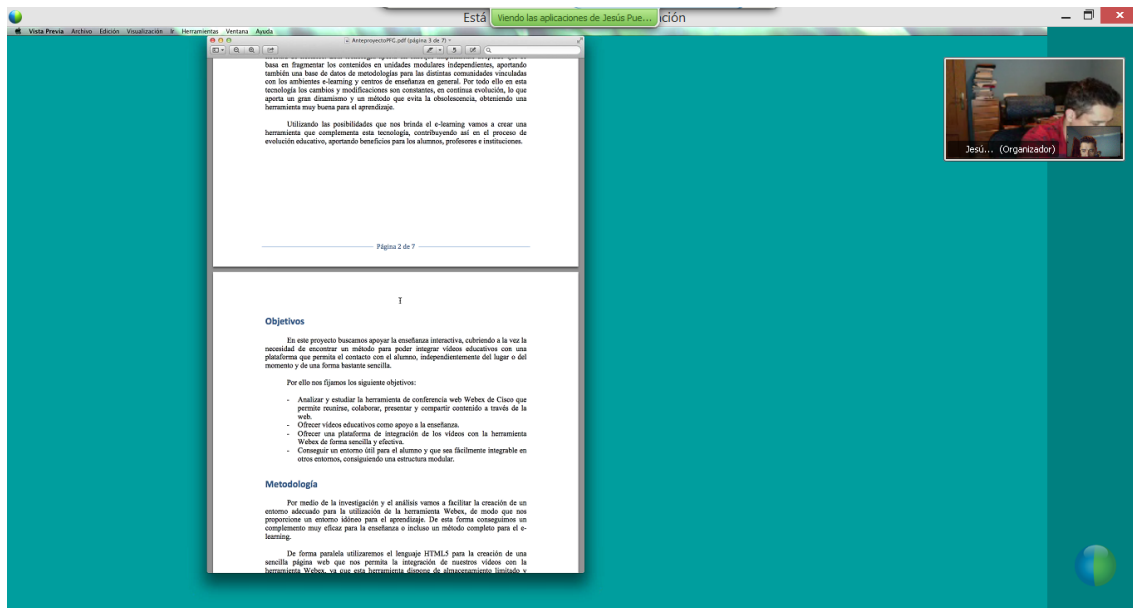 Está
Viendo las aplicaciones de Jesús Pue...
ción
Vista Previa Archivo Edición Visualización Ir Herramientas Ventana Ayuda
AnteproyectoPFC.pdf (página 3 de 7)
basa en fragmentar los contenidos en unidades modulares independientes, aportando
también una base de datos de metodologías para las distintas comunidades vinculadas
con los ambientes e-learning y centros de enseñanza en general. Por todo ello en esta
tecnología los cambios y modificaciones son constantes, en continua evolución, lo que
aporta un gran dinamismo y un método que evita la obsolescencia, obteniendo una
herramienta muy buena para el aprendizaje.
Utilizando las posibilidades que nos brinda el e-learning vamos a crear una
herramienta que complementa esta tecnología, contribuyendo así en el proceso de
evolución educativo, aportando beneficios para los alumnos, profesores e instituciones.
Página 2 de 7
Objetivos
En este proyecto buscamos apoyar la enseñanza interactiva, cubriendo a la vez la
necesidad de encontrar un método para poder integrar vídeos educativos con una
plataforma que permita el contacto con el alumno, independientemente del lugar o del
momento y de una forma bastante sencilla.
Por ello nos fijamos los siguiente objetivos:
- Analizar y estudiar la herramienta de conferencia web Webex de Cisco que
permite reunirse, colaborar, presentar y compartir contenido a través de la
web.
- Ofrecer vídeos educativos como apoyo a la enseñanza.
- Ofrecer una plataforma de integración de los vídeos con la herramienta
Webex de forma sencilla y efectiva.
- Conseguir un entorno útil para el alumno y que sea fácilmente integrable en
otros entornos, consiguiendo una estructura modular.
Metodología
Por medio de la investigación y el análisis vamos a facilitar la creación de un
entorno adecuado para la utilización de la herramienta Webex, de modo que nos
proporcione un entorno idóneo para el aprendizaje. De esta forma conseguimos un
complemento muy eficaz para la enseñanza o incluso un método completo para el e-
learning.
De forma paralela utilizaremos el lenguaje HTML5 para la creación de una
sencilla página web que nos permita la integración de nuestros vídeos con la
herramienta Webex, ya que esta herramienta dispone de almacenamiento limitado y
Jesú... (Organizador)